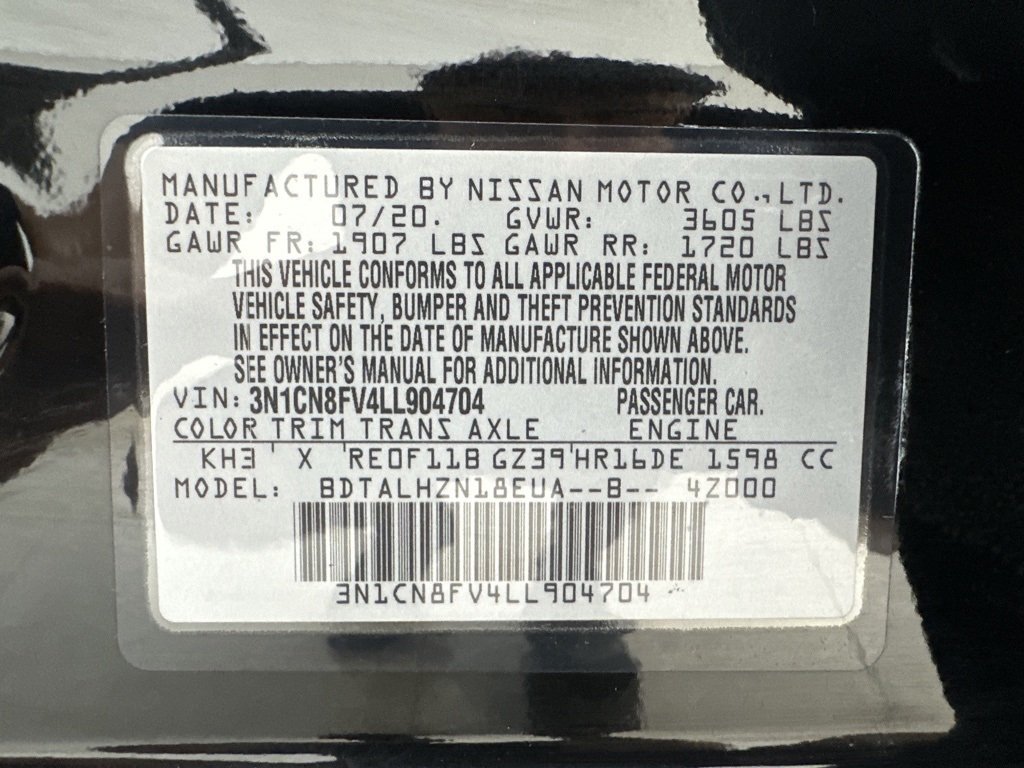 MANUFACTURED BY NISSAN MOTOR CO.,LTD.
DATE: 07/20. GVWR: 3605 LBS
GAWR FR: 1907 LBS GAWR RR: 1720 LBS
THIS VEHICLE CONFORMS TO ALL APPLICABLE FEDERAL MOTOR
VEHICLE SAFETY, BUMPER AND THEFT PREVENTION STANDARDS
IN EFFECT ON THE DATE OF MANUFACTURE SHOWN ABOVE.
SEE OWNER'S MANUAL FOR ADDITIONAL INFORMATION.
VIN: 3N1CN8FV4LL904704 PASSENGER CAR.
COLOR TRIM TRANS AXLE ENGINE
KH3 ' X ' RE0F11B GZ39'HR16DE 1598 CC
MODEL: BDTALHZN18EUA--B-- 4Z000
3N1CN8FV4LL904704